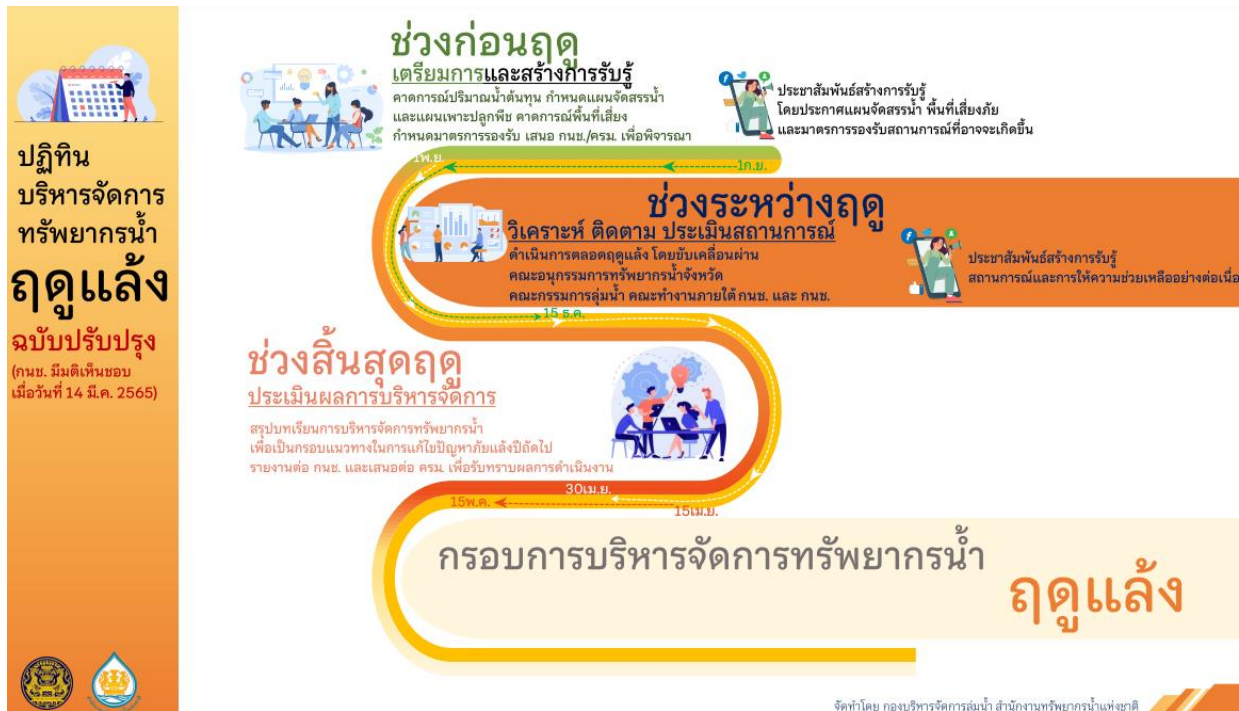 ปฏิทิน
บริหารจัดการ
ทรัพยากรน้ำ
ฤดูแล้ง
ฉบับปรับปรุง
(กนช. มีมติเห็นชอบ
เมื่อวันที่ 14 มี.ค. 2565)
ช่วงก่อนฤดู
เตรียมการและสร้างการรับรู้
คาดการณ์ปริมาณน้ำต้นทุน กำหนดแผนจัดสรรน้ำ
และแผนเพาะปลูกพืช คาดการณ์พื้นที่เสี่ยง
กำหนดมาตรการรองรับ เสนอ กนช./ครม. เพื่อพิจารณา
ประชาสัมพันธ์สร้างการรับรู้
โดยประกาศแผนจัดสรรน้ำ พื้นที่เสี่ยงภัย
และมาตรการรองรับสถานการณ์ที่อาจจะเกิดขึ้น
1พ.ย.
1ก.ย.
ช่วงระหว่างฤดู
วิเคราะห์ ติดตาม ประเมินสถานการณ์
ดำเนินการตลอดฤดูแล้ง โดยขับเคลื่อนผ่าน
คณะอนุกรรมการทรัพยากรน้ำจังหวัด
คณะกรรมการลุ่มน้ำ คณะทำงานภายใต้ กนช. และ กนช.
ประชาสัมพันธ์สร้างการรับรู้
สถานการณ์และการให้ความช่วยเหลืออย่างต่อเนื่อ
15 ธ.ค.
ช่วงสิ้นสุดฤดู
ประเมินผลการบริหารจัดการ
สรุปบทเรียนการบริหารจัดการทรัพยากรน้ำ
เพื่อเป็นกรอบแนวทางในการแก้ไขปัญหาภัยแล้งปีถัดไป
รายงานต่อ กนช. และเสนอต่อ ครม. เพื่อรับทราบผลการดำเนินงาน
30เม.ย.
15พ.ค.
15เม.ย.
กรอบการบริหารจัดการทรัพยากรน้ำ
ฤดูแล้ง
จัดทำโดย กองบริหารจัดการลุ่มน้ำ สำนักงานทรัพยากรน้ำแห่งชาติ